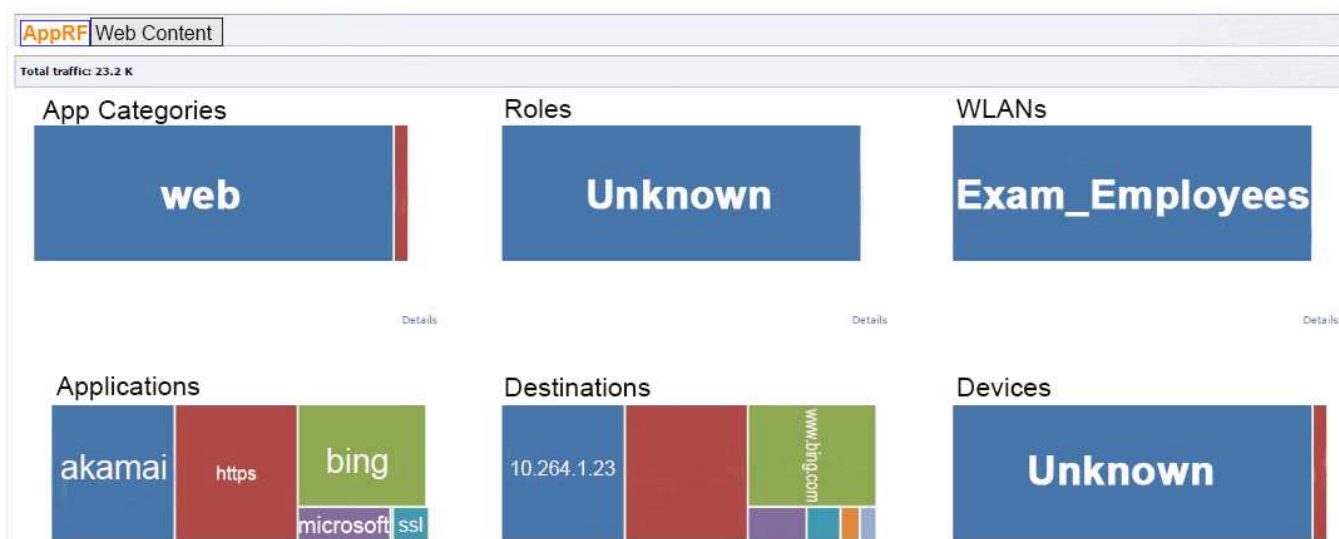 AppRF Web Content
Total traffic: 23.2 K
App Categories
Roles
WLANs
web
Unknown
Exam_Employees
Details
Details
Details
Applications
Destinations
Devices
akamai
https
bing
microsoft
ssl
10.264.1.23
www.bing.com
Unknown